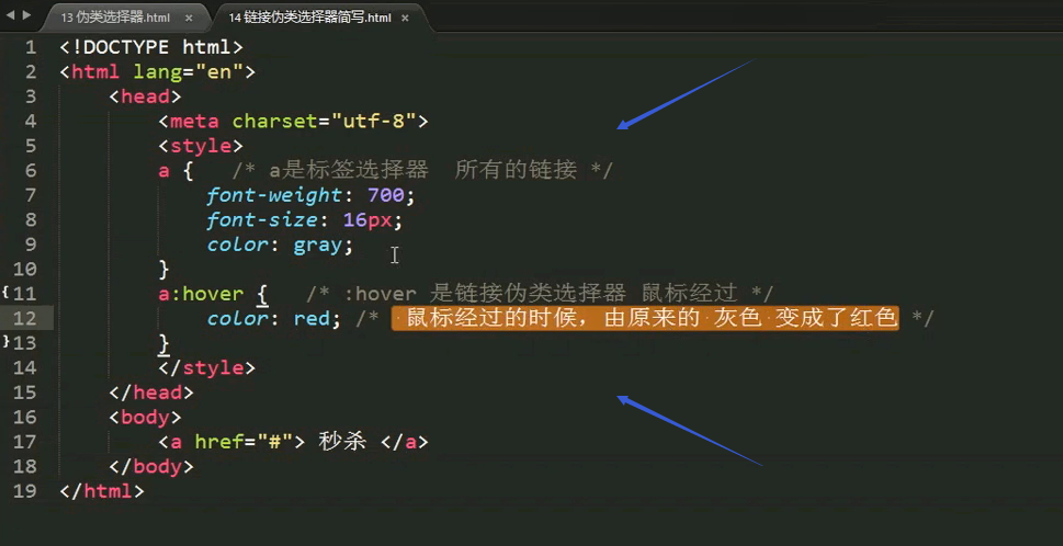 13 伪类选择器.html × 14 链接伪类选择器简写.html ×
1 <!DOCTYPE html>
2 <html lang="en">
3 <head>
4 <meta charset="utf-8">
5 <style>
6 a { /* a是标签选择器 所有的链接 */
7 font-weight: 700;
8 font-size: 16px;
9 color: gray;
10 }
11 a:hover { /* :hover 是链接伪类选择器 鼠标经过 */
12 color: red; /* 鼠标经过的时候，由原来的 灰色 变成了红色 */
13 }
14 </style>
15 </head>
16 <body>
17 <a href="#"> 秒杀 </a>
18 </body>
19 </html>